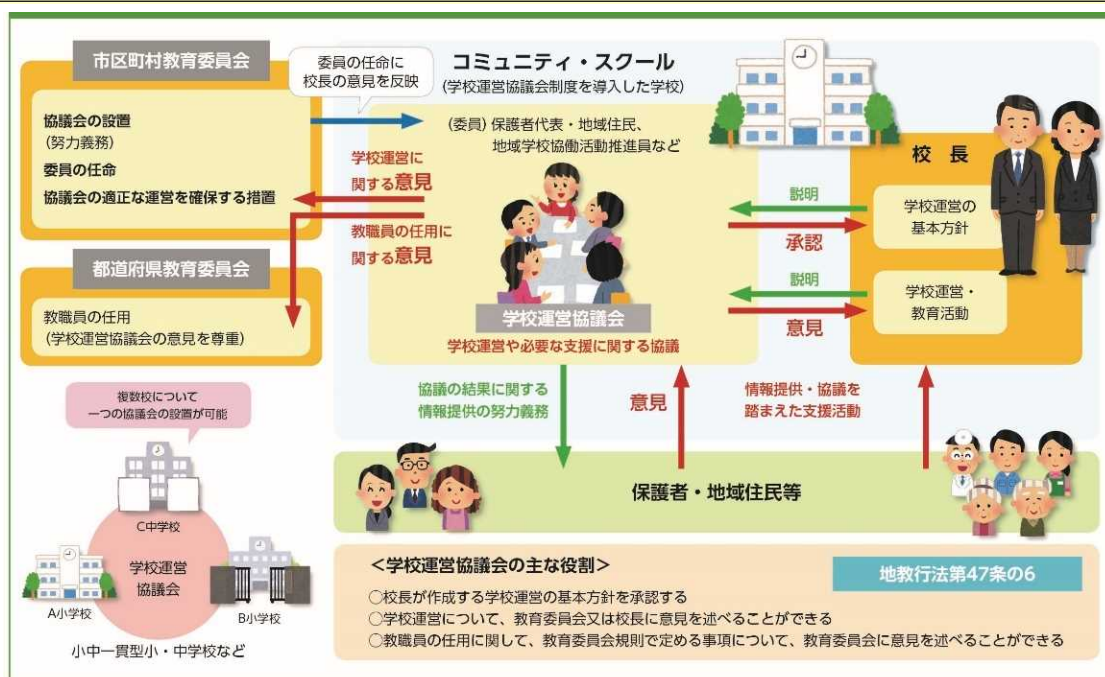 市区町村教育委員会
協議会の設置
(努力義務)
委員の任命
協議会の適正な運営を確保する措置
委員の任命に
校長の意見を反映
コミュニティ・スクール
(学校運営協議会制度を導入した学校)
(委員) 保護者代表・地域住民、
地域学校協働活動推進員など
学校運営に
関する意見
教職員の任用に
関する意見
学校運営協議会
学校運営や必要な支援に関する協議
校 長
説明
承認
学校運営の
基本方針
説明
意見
学校運営・
教育活動
都道府県教育委員会
教職員の任用
(学校運営協議会の意見を尊重)
協議の結果に関する
情報提供の努力義務
意見
情報提供・協議を
踏まえた支援活動
保護者・地域住民等
複数校について
一つの協議会の設置が可能
C中学校
学校運営
協議会
A小学校
B小学校
小中一貫型小・中学校など
<学校運営協議会の主な役割>
地教行法第47条の6
○校長が作成する学校運営の基本方針を承認する
○学校運営について、教育委員会又は校長に意見を述べることができる
○教職員の任用に関して、教育委員会規則で定める事項について、教育委員会に意見を述べることができる